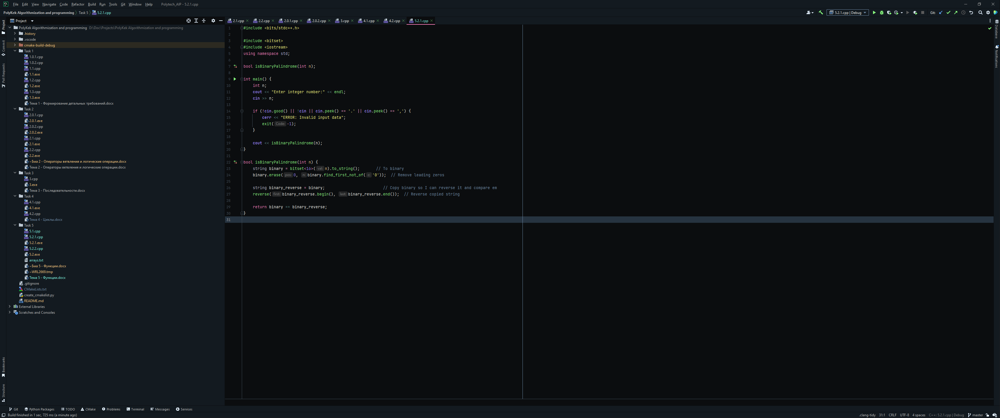 File Edit View Navigate Code Refactor Build Run Tools Git Window Help Polytech_AIP - 5.2.1.cpp
PolyKek Algorithmization and programming Task 5 5.2.1.cpp
5.2.1.cpp | Debug Git:
Project
2.1.cpp 2.2.cpp 2.0.1.cpp 2.0.2.cpp 3.cpp 4.1.cpp 4.2.cpp 5.2.1.cpp
Project
Commit
Pull Requests
Bookmarks
Structure
PolyKek Algorithmization and programming D:\Doc\Projects\PolyKek Algorithmization and programming
.history
.vscode
cmake-build-debug
Task 1
1.0.1.cpp
1.0.2.cpp
1.1.cpp
1.1.exe
1.2.cpp
1.2.exe
1.3.cpp
1.3.exe
Тема 1 - Формирование детальных требований.docx
Task 2
2.0.1.cpp
2.0.1.exe
2.0.2.cpp
2.0.2.exe
2.1.cpp
2.1.exe
2.2.cpp
2.2.exe
~$ма 2 - Операторы ветвления и логические операции.docx
Тема 2 - Операторы ветвления и логические операции.docx
Task 3
3.cpp
3.exe
Тема 3 - Последовательности.docx
Task 4
4.1.cpp
4.1.exe
4.2.cpp
Тема 4 - Циклы.docx
Task 5
5.1.cpp
5.2.1.cpp
5.2.1.exe
5.2.2.cpp
5.2.exe
arrays.txt
~$ма 5 - Функции.docx
~WRL2669.tmp
Тема 5 - Функции.docx
.gitignore
CMakeLists.txt
create_cmakelist.py
README.md
External Libraries
Scratches and Consoles
1 #include <bits/stdc++.h>
2
3 #include <bitset>
4 #include <iostream>
5 using namespace std;
6
7 bool isBinaryPalindrome(int n);
8
9 int main() {
10 int n;
11 cout << "Enter integer number:" << endl;
12 cin >> n;
13
14 if (!cin.good() || !cin || cin.peek() == '.' || cin.peek() == ',') {
15 cerr << "ERROR: Invalid input data";
16 exit( Code: -1);
17 }
18
19 cout << isBinaryPalindrome(n);
20 }
21
22 bool isBinaryPalindrome(int n) {
23 string binary = bitset<16>( val: n).to_string(); // To binary
24 binary.erase( pos: 0, n: binary.find_first_not_of( c: '0')); // Remove leading zeros
25
26 string binary_reverse = binary; // Copy binary so I can reverse it and compare em
27 reverse( first: binary_reverse.begin(), last: binary_reverse.end()); // Reverse copied string
28
29 return binary == binary_reverse;
30 }
31
Database
Notifications
Git Python Packages TODO CMake Problems Terminal Messages Services
Build finished in 1 sec, 725 ms (a minute ago) .clang-tidy 31:1 CRLF UTF-8 4 spaces C++: 5.2.1.cpp | Debug master